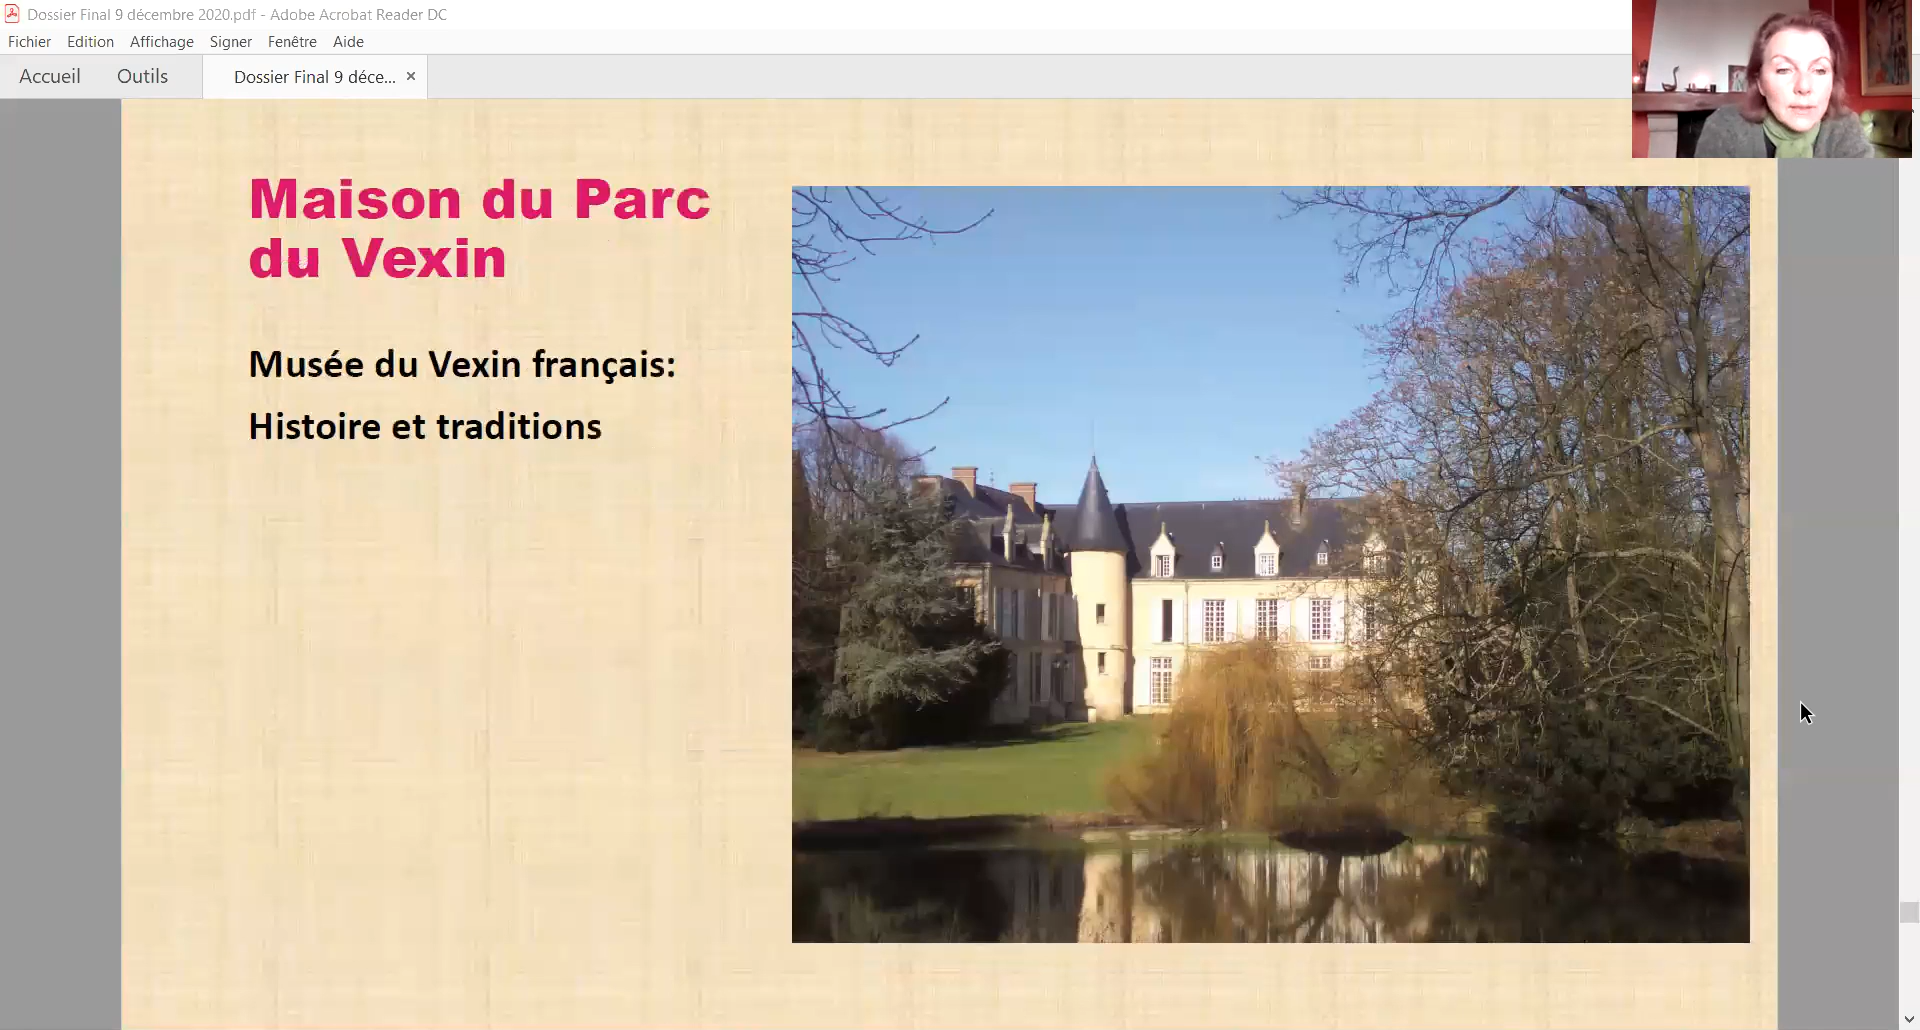 Dossier Final 9 décembre 2020.pdf - Adobe Acrobat Reader DC
Fichier Edition Affichage Signer Fenêtre Aide
Accueil Outils Dossier Final 9 déce... ×
Maison du Parc
du Vexin
Musée du Vexin français:
Histoire et traditions